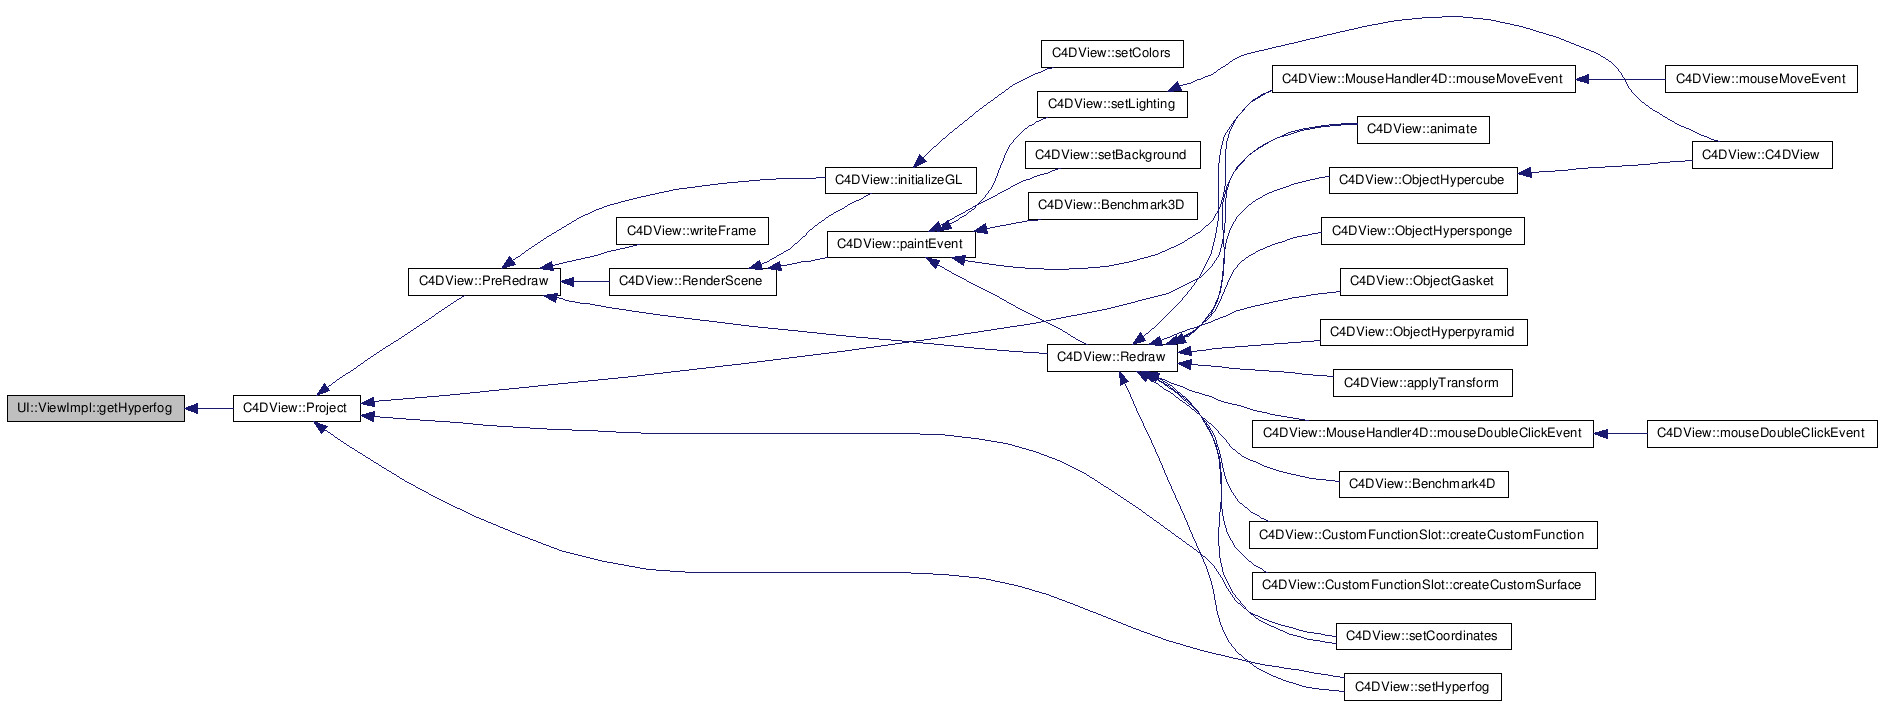 C4DView::setColors
C4DView::MouseHandler4D::mouseMoveEvent
C4DView::mouseMoveEvent
C4DView::setLighting
C4DView::animate
C4DView::setBackground
C4DView::C4DView
C4DView::initializeGL
C4DView::ObjectHypercube
C4DView::Benchmark3D
C4DView::writeFrame
C4DView::ObjectHypersponge
C4DView::paintEvent
C4DView::PreRedraw
C4DView::RenderScene
C4DView::ObjectGasket
C4DView::ObjectHyperpyramid
C4DView::Redraw
C4DView::applyTransform
UI::ViewImpl::getHyperfog
C4DView::Project
C4DView::MouseHandler4D::mouseDoubleClickEvent
C4DView::mouseDoubleClickEvent
C4DView::Benchmark4D
C4DView::CustomFunctionSlot::createCustomFunction
C4DView::CustomFunctionSlot::createCustomSurface
C4DView::setCoordinates
C4DView::setHyperfog